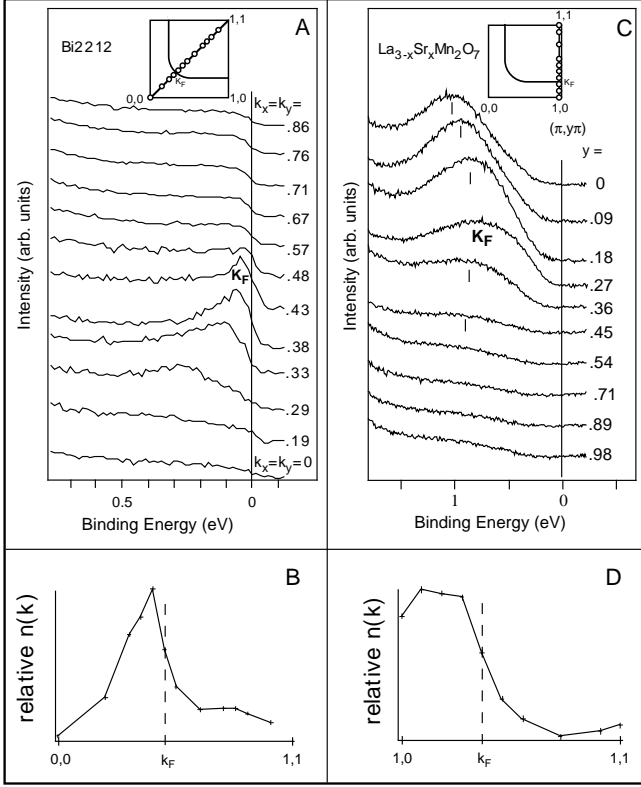 A
Bi2212
1,1
K_F
0,0
1,0
k_x=k_y=
.86
.76
.71
.67
.57
.48
K_F
.43
.38
.33
.29
.19
k_x=k_y=0
Intensity (arb. units)
0.5
0
Binding Energy (eV)
C
La_{3-x}Sr_xMn_2O_7
1,1
K_F
0,0
1,0
(π,yπ)
y =
0
.09
K_F
.18
.27
.36
.45
.54
.71
.89
.98
Intensity (arb. units)
1
0
Binding Energy (eV)
B
relative n(k)
0,0
k_F
1,1
D
relative n(k)
1,0
k_F
1,1